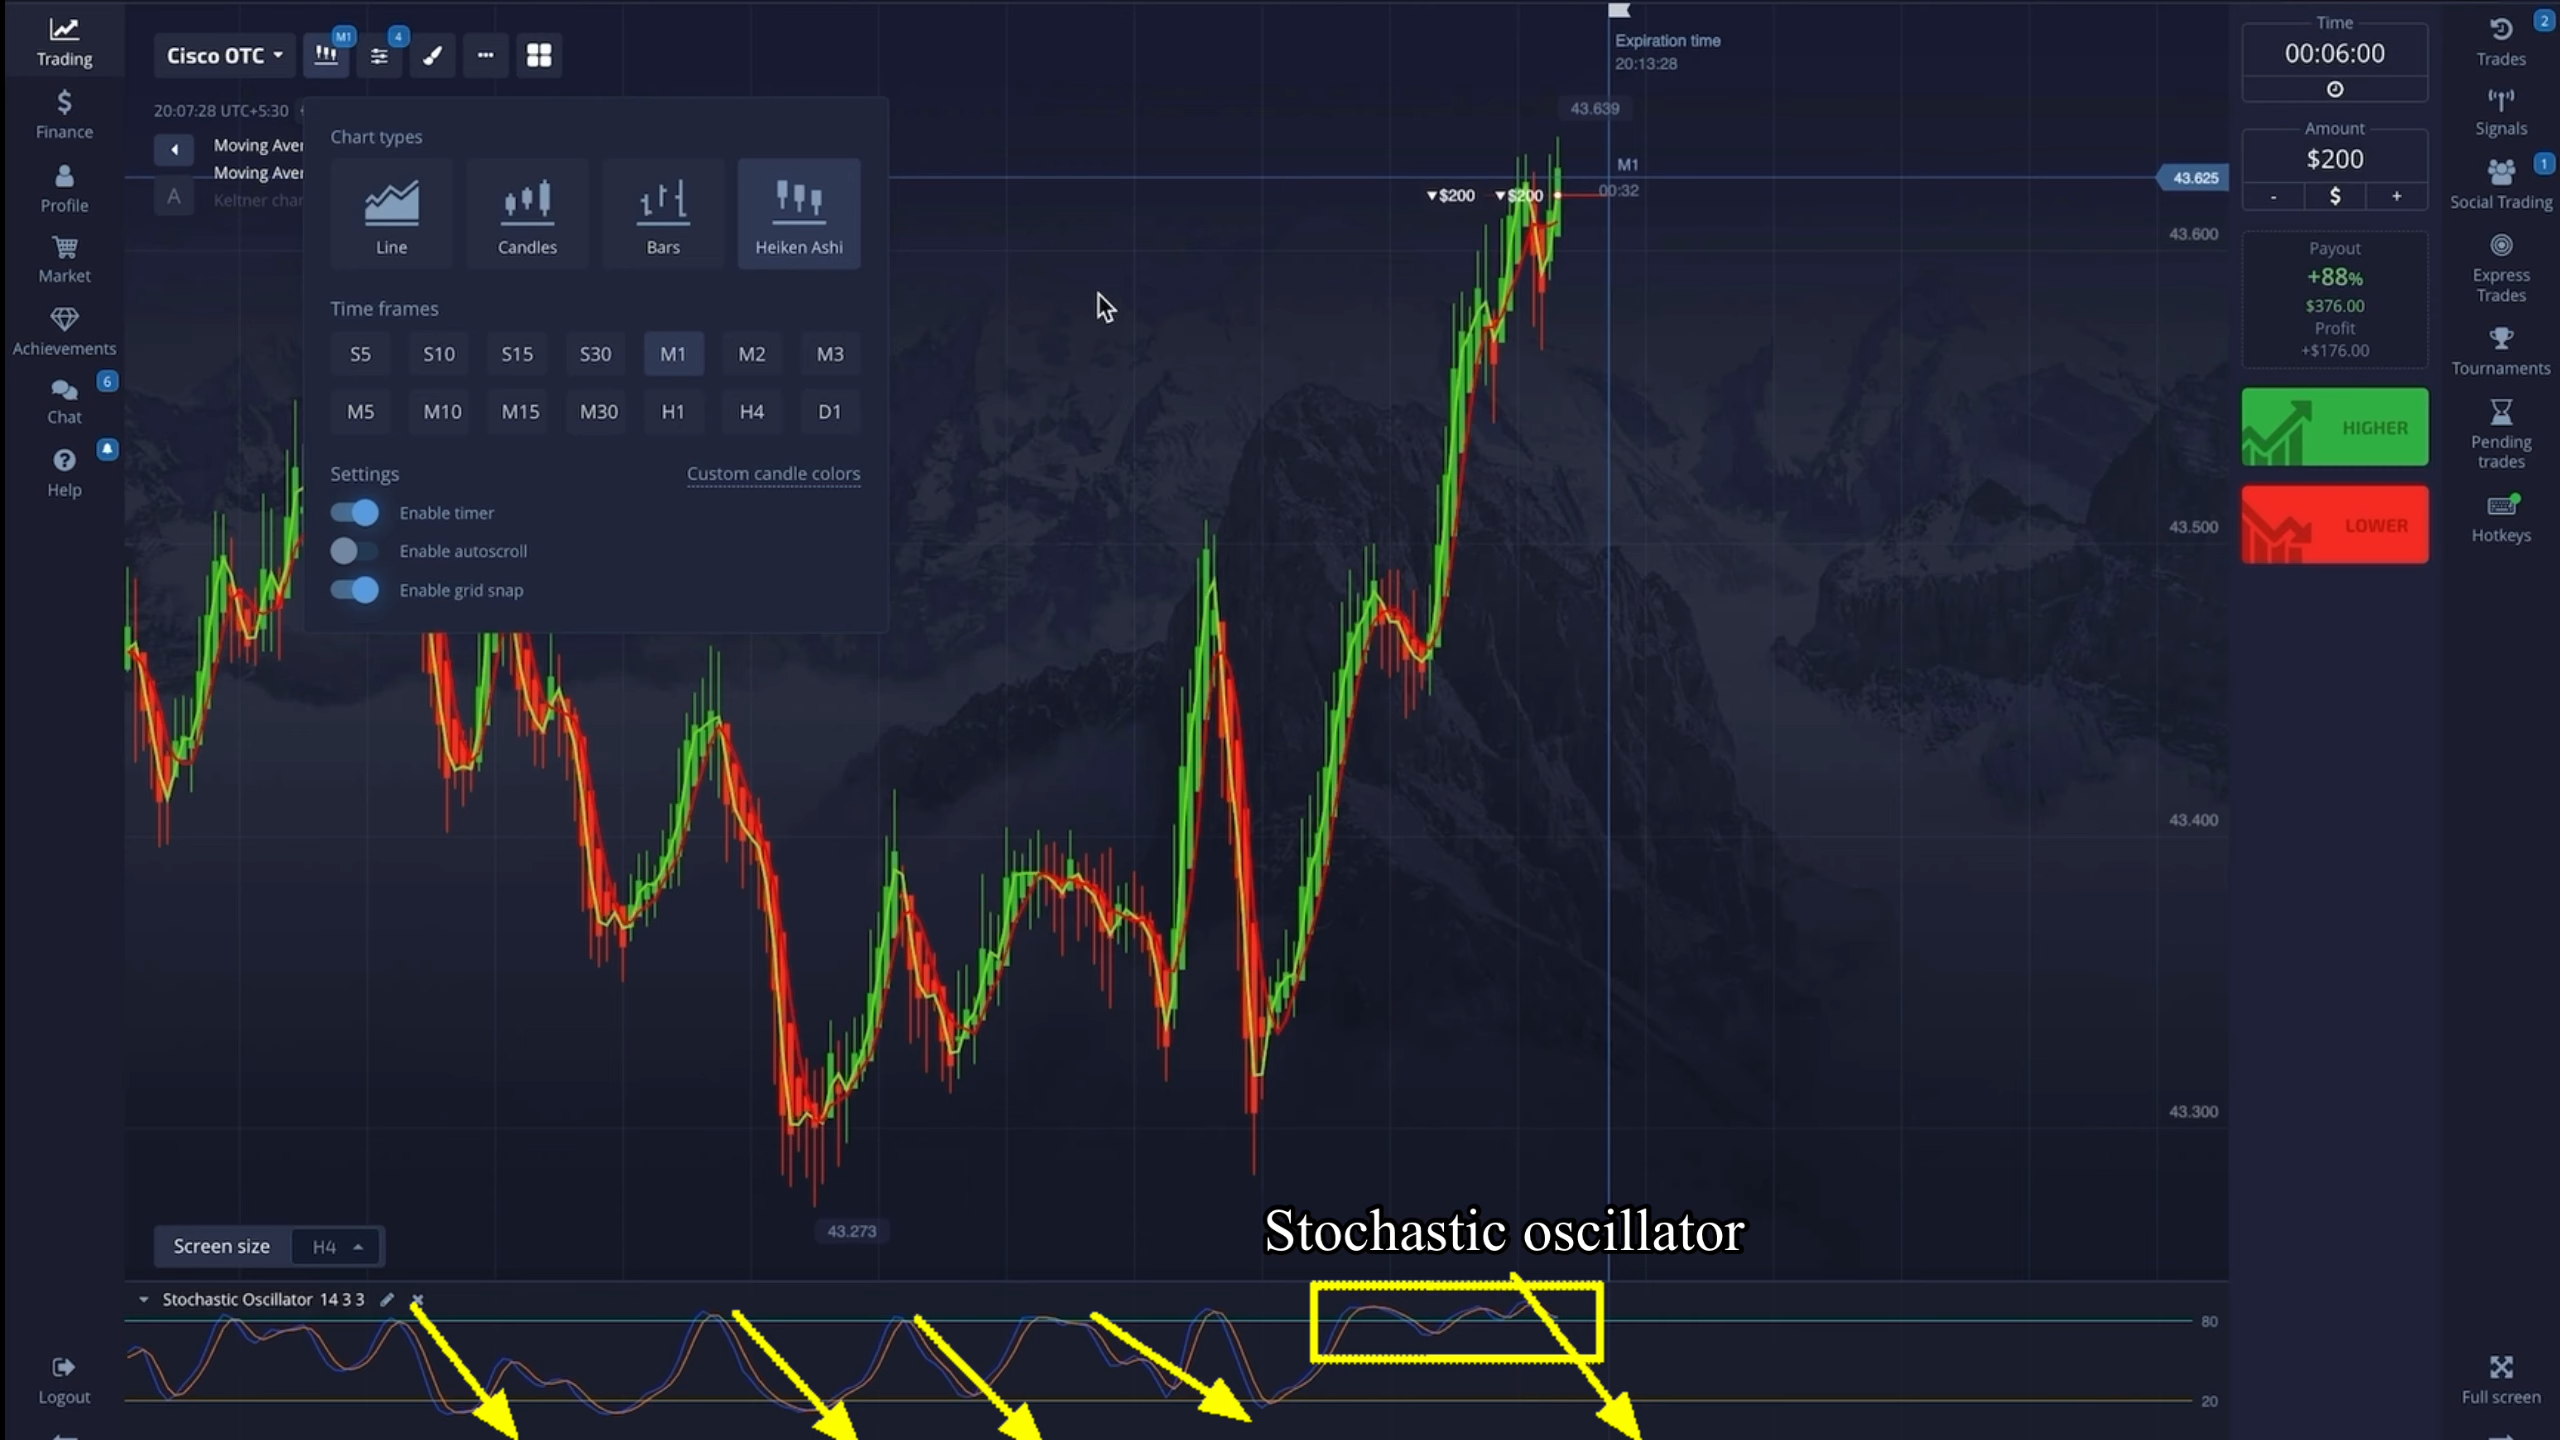 Trading
Finance
Profile
Market
Achievements
Chat
6
Help
Logout
Cisco OTC
M1
4
20:07:28 UTC+5:30
Moving Aver
Moving Aver
Keltner char
A
Chart types
Line
Candles
Bars
Heiken Ashi
Time frames
S5 S10 S15 S30 M1 M2 M3
M5 M10 M15 M30 H1 H4 D1
Settings
Custom candle colors
Enable timer
Enable autoscroll
Enable grid snap
Expiration time
20:13:28
43.639
M1
00:32
$200
$200
43.625
43.600
43.500
43.400
43.300
43.273
Screen size H4
Stochastic oscillator
Stochastic Oscillator 14 3 3
80
20
Time
00:06:00
Amount
$200
- $ +
Payout
+88%
$376.00
Profit
+$176.00
HIGHER
LOWER
2
Trades
Signals
1
Social Trading
Express
Trades
Tournaments
Pending
trades
Hotkeys
Full screen